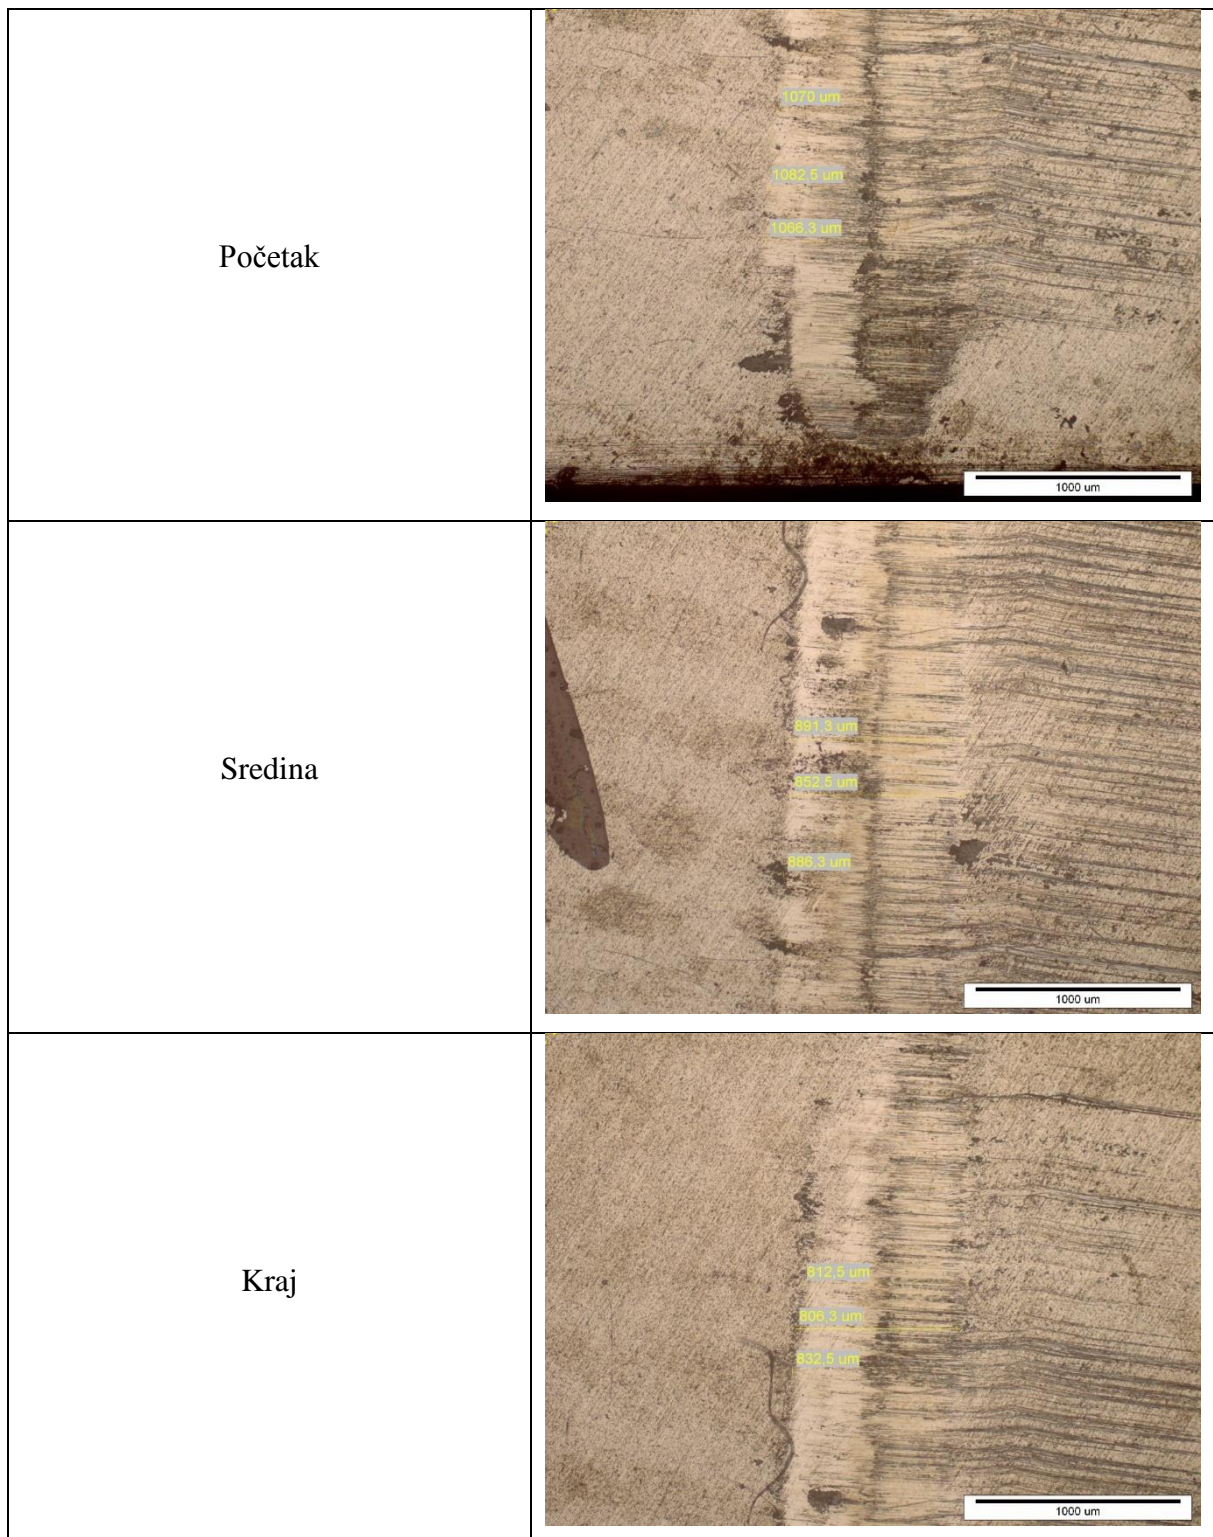 Početak
1070 um
1082,5 um
1066,3 um
1000 um
Sredina
891,3 um
852,5 um
886,3 um
1000 um
Kraj
812,5 um
806,3 um
832,5 um
1000 um